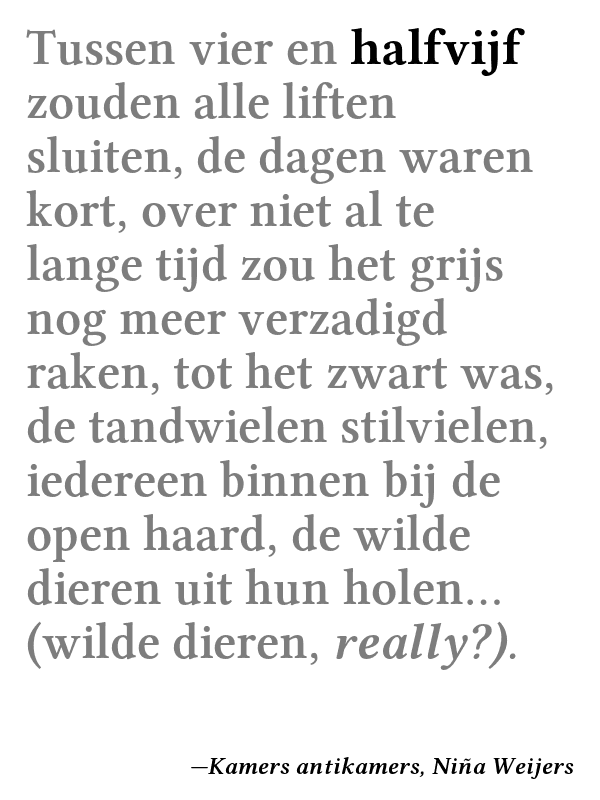 Tussen vier en halfvijf
zouden alle liften
sluiten, de dagen waren
kort, over niet al te
lange tijd zou het grijs
nog meer verzadigd
raken, tot het zwart was,
de tandwielen stilvielen,
iedereen binnen bij de
open haard, de wilde
dieren uit hun holen...
(wilde dieren, really?).
—Kamers antikamers, Niña Weijers